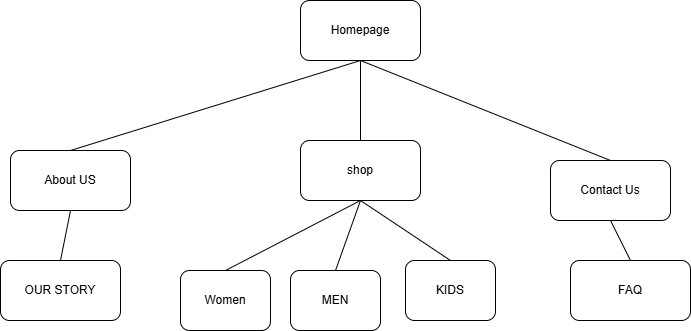 Homepage
About US
shop
Contact Us
OUR STORY
Women
MEN
KIDS
FAQ